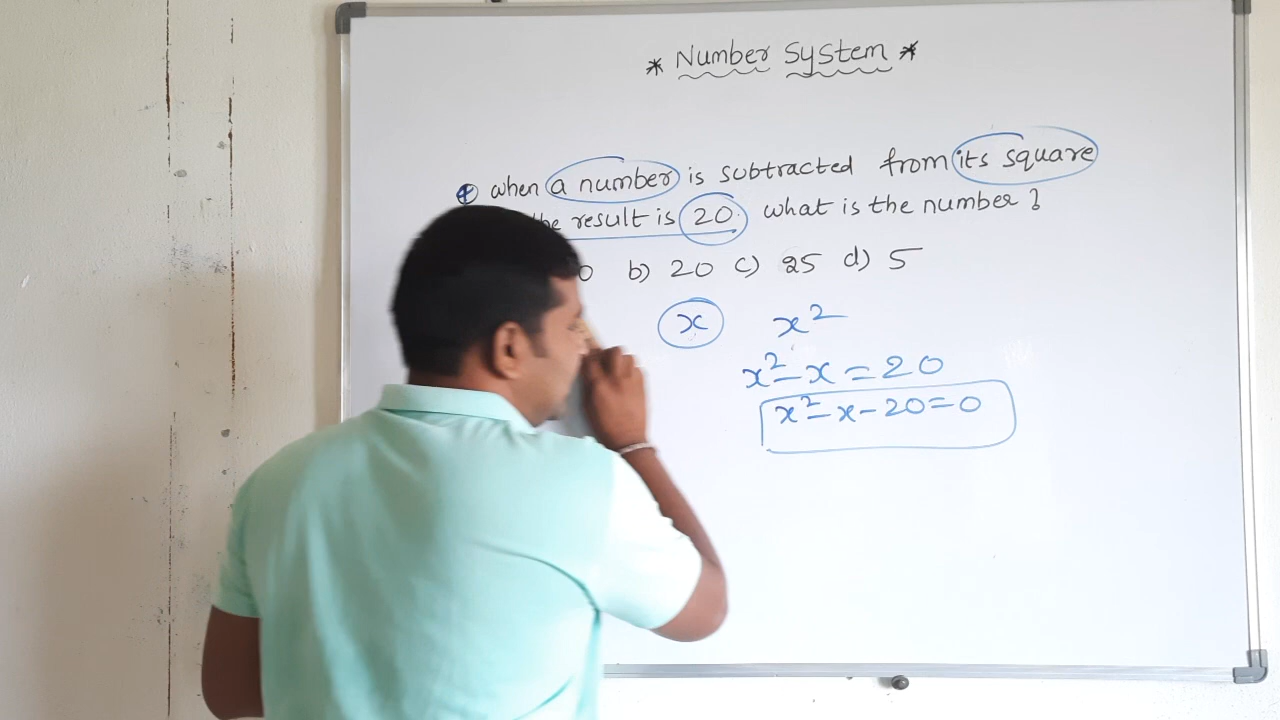 * Number System *
when a number is subtracted from its square
the result is 20. what is the number ?
0 b) 20 c) 25 d) 5
x x²
x² - x = 20
x² - x - 20 = 0